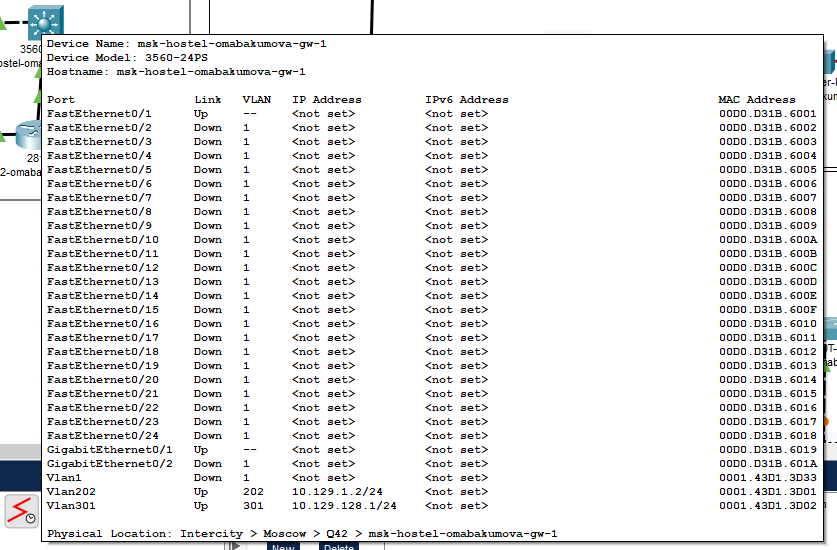 Device Name: msk-hostel-omabakumova-gw-1
Device Model: 3560-24PS
Hostname: msk-hostel-omabakumova-gw-1
Port Link VLAN IP Address IPv6 Address MAC Address
FastEthernet0/1 Up -- <not set> <not set> 00D0.D31B.6001
FastEthernet0/2 Down 1 <not set> <not set> 00D0.D31B.6002
FastEthernet0/3 Down 1 <not set> <not set> 00D0.D31B.6003
FastEthernet0/4 Down 1 <not set> <not set> 00D0.D31B.6004
FastEthernet0/5 Down 1 <not set> <not set> 00D0.D31B.6005
FastEthernet0/6 Down 1 <not set> <not set> 00D0.D31B.6006
FastEthernet0/7 Down 1 <not set> <not set> 00D0.D31B.6007
FastEthernet0/8 Down 1 <not set> <not set> 00D0.D31B.6008
FastEthernet0/9 Down 1 <not set> <not set> 00D0.D31B.6009
FastEthernet0/10 Down 1 <not set> <not set> 00D0.D31B.600A
FastEthernet0/11 Down 1 <not set> <not set> 00D0.D31B.600B
FastEthernet0/12 Down 1 <not set> <not set> 00D0.D31B.600C
FastEthernet0/13 Down 1 <not set> <not set> 00D0.D31B.600D
FastEthernet0/14 Down 1 <not set> <not set> 00D0.D31B.600E
FastEthernet0/15 Down 1 <not set> <not set> 00D0.D31B.600F
FastEthernet0/16 Down 1 <not set> <not set> 00D0.D31B.6010
FastEthernet0/17 Down 1 <not set> <not set> 00D0.D31B.6011
FastEthernet0/18 Down 1 <not set> <not set> 00D0.D31B.6012
FastEthernet0/19 Down 1 <not set> <not set> 00D0.D31B.6013
FastEthernet0/20 Down 1 <not set> <not set> 00D0.D31B.6014
FastEthernet0/21 Down 1 <not set> <not set> 00D0.D31B.6015
FastEthernet0/22 Down 1 <not set> <not set> 00D0.D31B.6016
FastEthernet0/23 Down 1 <not set> <not set> 00D0.D31B.6017
FastEthernet0/24 Down 1 <not set> <not set> 00D0.D31B.6018
GigabitEthernet0/1 Up -- <not set> <not set> 00D0.D31B.6019
GigabitEthernet0/2 Down 1 <not set> <not set> 00D0.D31B.601A
Vlan1 Down 1 <not set> <not set> 0001.43D1.3D33
Vlan202 Up 202 10.129.1.2/24 <not set> 0001.43D1.3D01
Vlan301 Up 301 10.129.128.1/24 <not set> 0001.43D1.3D02
Physical Location: Intercity > Moscow > Q42 > msk-hostel-omabakumova-gw-1
New Delete